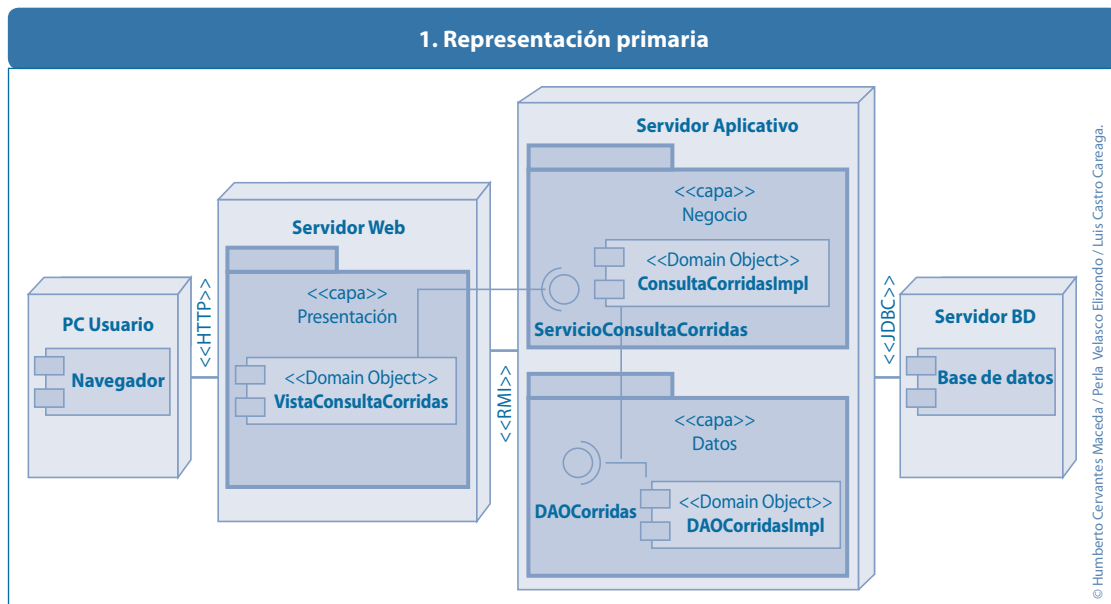 1. Representación primaria
PC Usuario
Navegador
<<HTTP>>
Servidor Web
<<capa>>
Presentación
<<Domain Object>>
VistaConsultaCorridas
<<RMI>>
Servidor Aplicativo
<<capa>>
Negocio
<<Domain Object>>
ConsultaCorridasImpl
ServicioConsultaCorridas
<<capa>>
Datos
DAOCorridas
<<Domain Object>>
DAOCorridasImpl
<<JDBC>>
Servidor BD
Base de datos
© Humberto Cervantes Maceda / Perla Velasco Elizondo / Luis Castro Careaga.